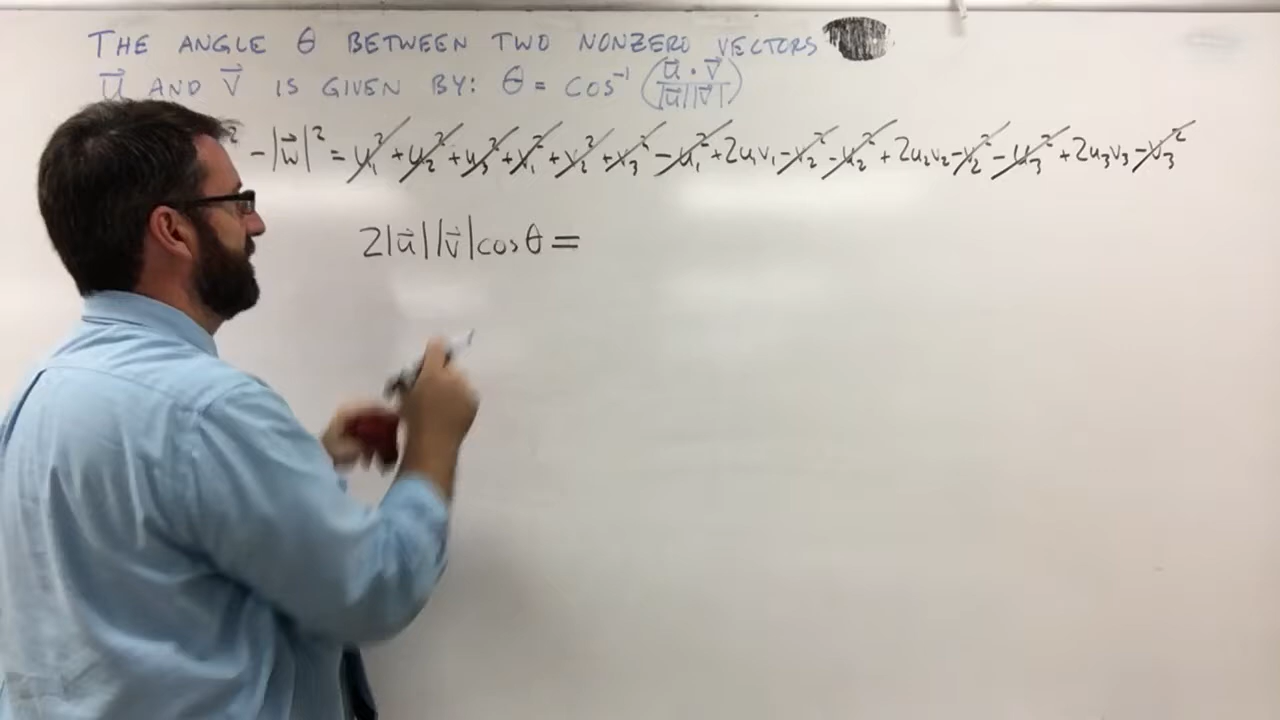 THE ANGLE θ BETWEEN TWO NONZERO VECTORS
u⃗ AND v⃗ IS GIVEN BY: θ = COS⁻¹ (u⃗ · v⃗ / |u⃗||v⃗|)
² - |w⃗|² = u₁² + u₂² + u₃² + v₁² + v₂² + v₃² - u₁² + 2u₁v₁ - v₁² - u₂² + 2u₂v₂ - v₂² - u₃² + 2u₃v₃ - v₃²
2|u⃗||v⃗|cos θ =